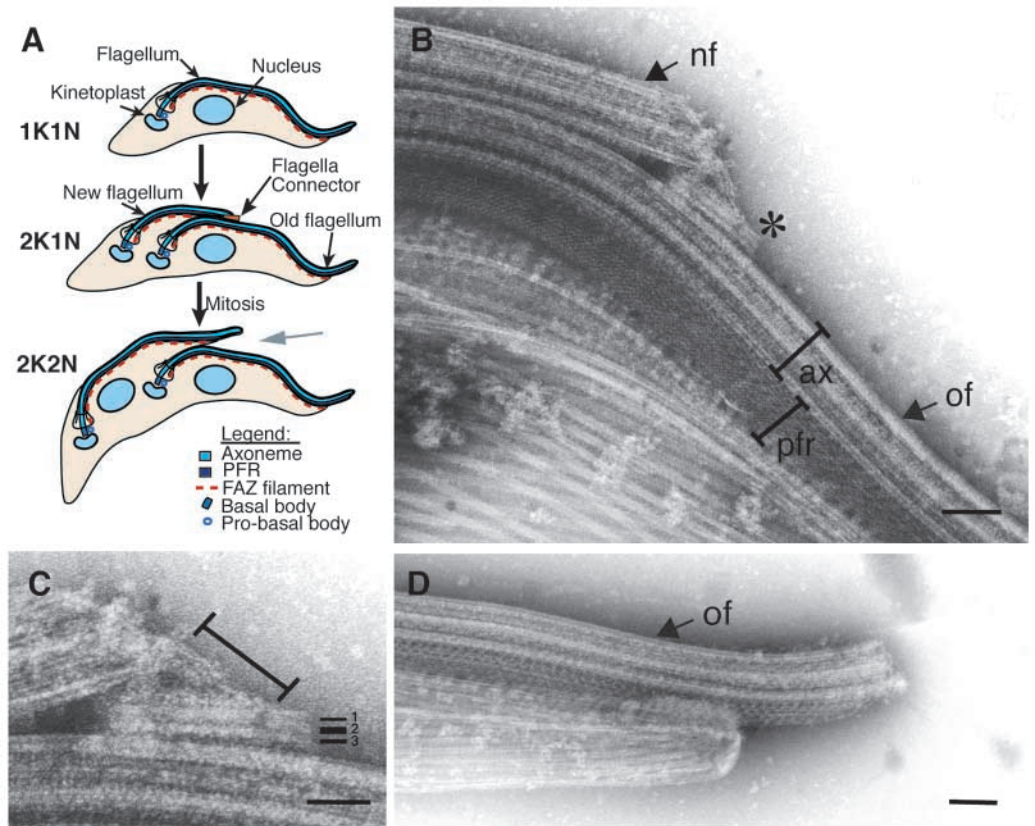 A
Flagellum
Nucleus
Kinetoplast
1K1N
Flagella
Connector
New flagellum
Old flagellum
2K1N
Mitosis
2K2N
Legend:
Axoneme
PFR
FAZ filament
Basal body
Pro-basal body
B
nf
*
ax
of
pfr
C
1
2
3
D
of